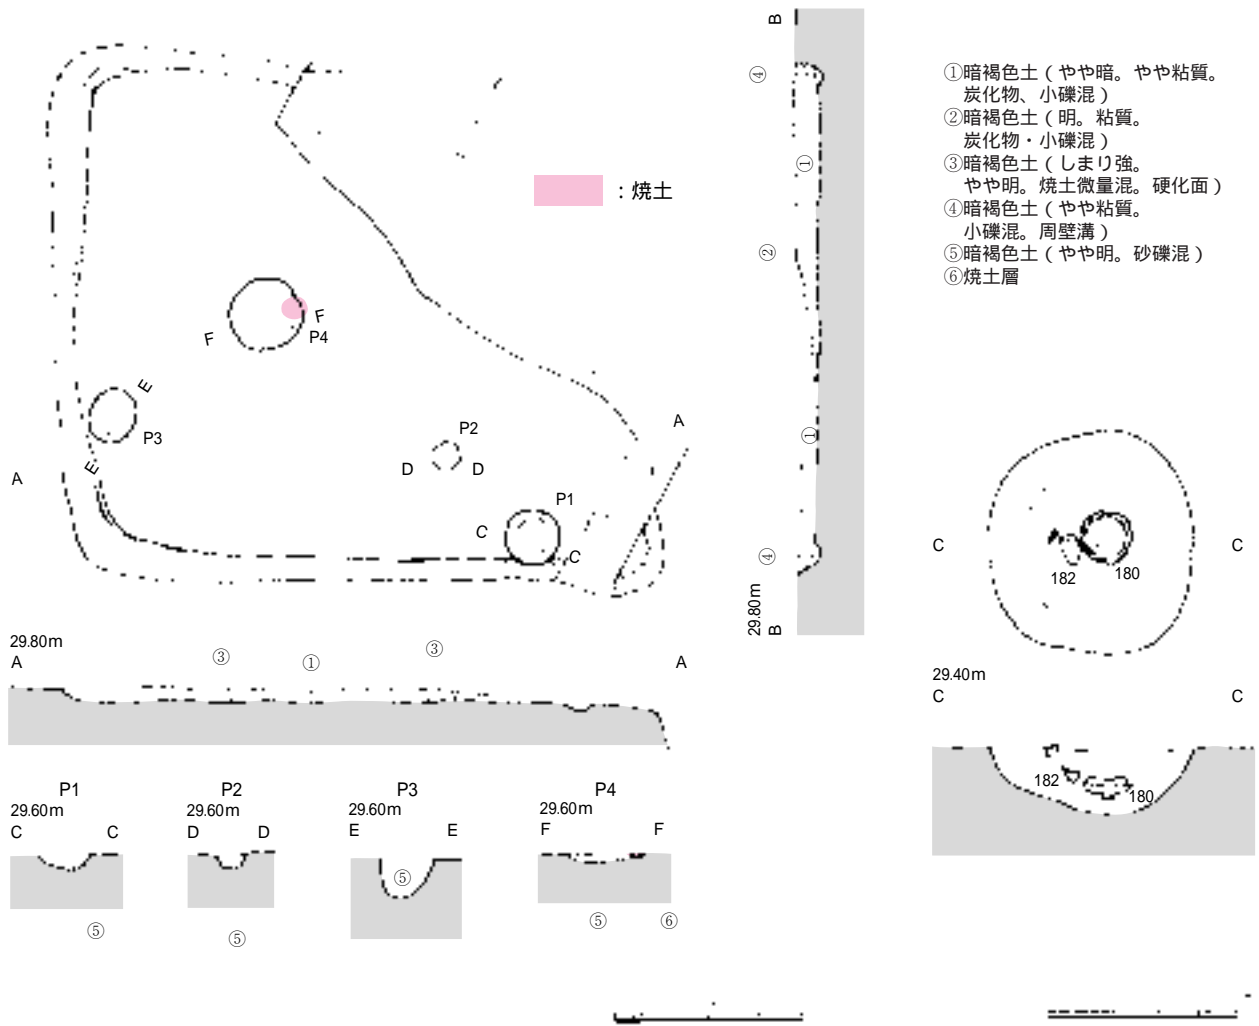 ①暗褐色土（やや暗。やや粘質。
炭化物、小礫混）
②暗褐色土（明。粘質。
炭化物・小礫混）
③暗褐色土（しまり強。
やや明。焼土微量混。硬化面）
④暗褐色土（やや粘質。
小礫混。周壁溝）
⑤暗褐色土（やや明。砂礫混）
⑥焼土層
：焼土
F
F
P4
E
P3
E
A
A
P2
D D
P1
C
C
B
④
①
②
①
④
29.80m
B
C C
182 180
29.80m
A A
③ ① ③
29.40m
C C
182 180
P1
29.60m
C C
⑤
P2
29.60m
D D
⑤
P3
29.60m
E E
⑤
P4
29.60m
F F
⑤ ⑥